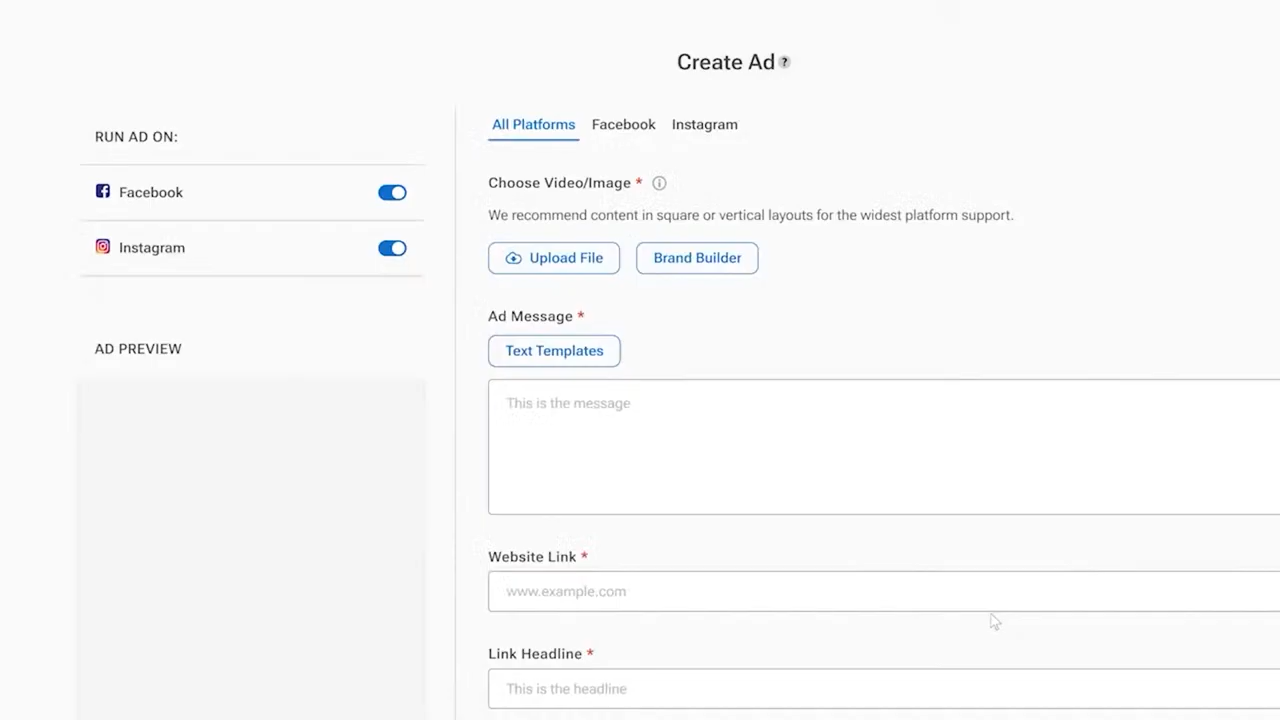 Create Ad ?
RUN AD ON:
Facebook
Instagram
AD PREVIEW
All Platforms Facebook Instagram
Choose Video/Image * i
We recommend content in square or vertical layouts for the widest platform support.
Upload File Brand Builder
Ad Message *
Text Templates
This is the message
Website Link *
www.example.com
Link Headline *
This is the headline